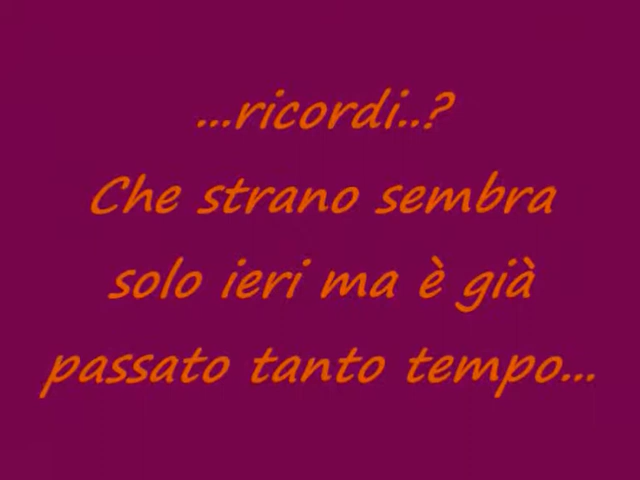 ...ricordi..?
Che strano sembra
solo ieri ma è già
passato tanto tempo...